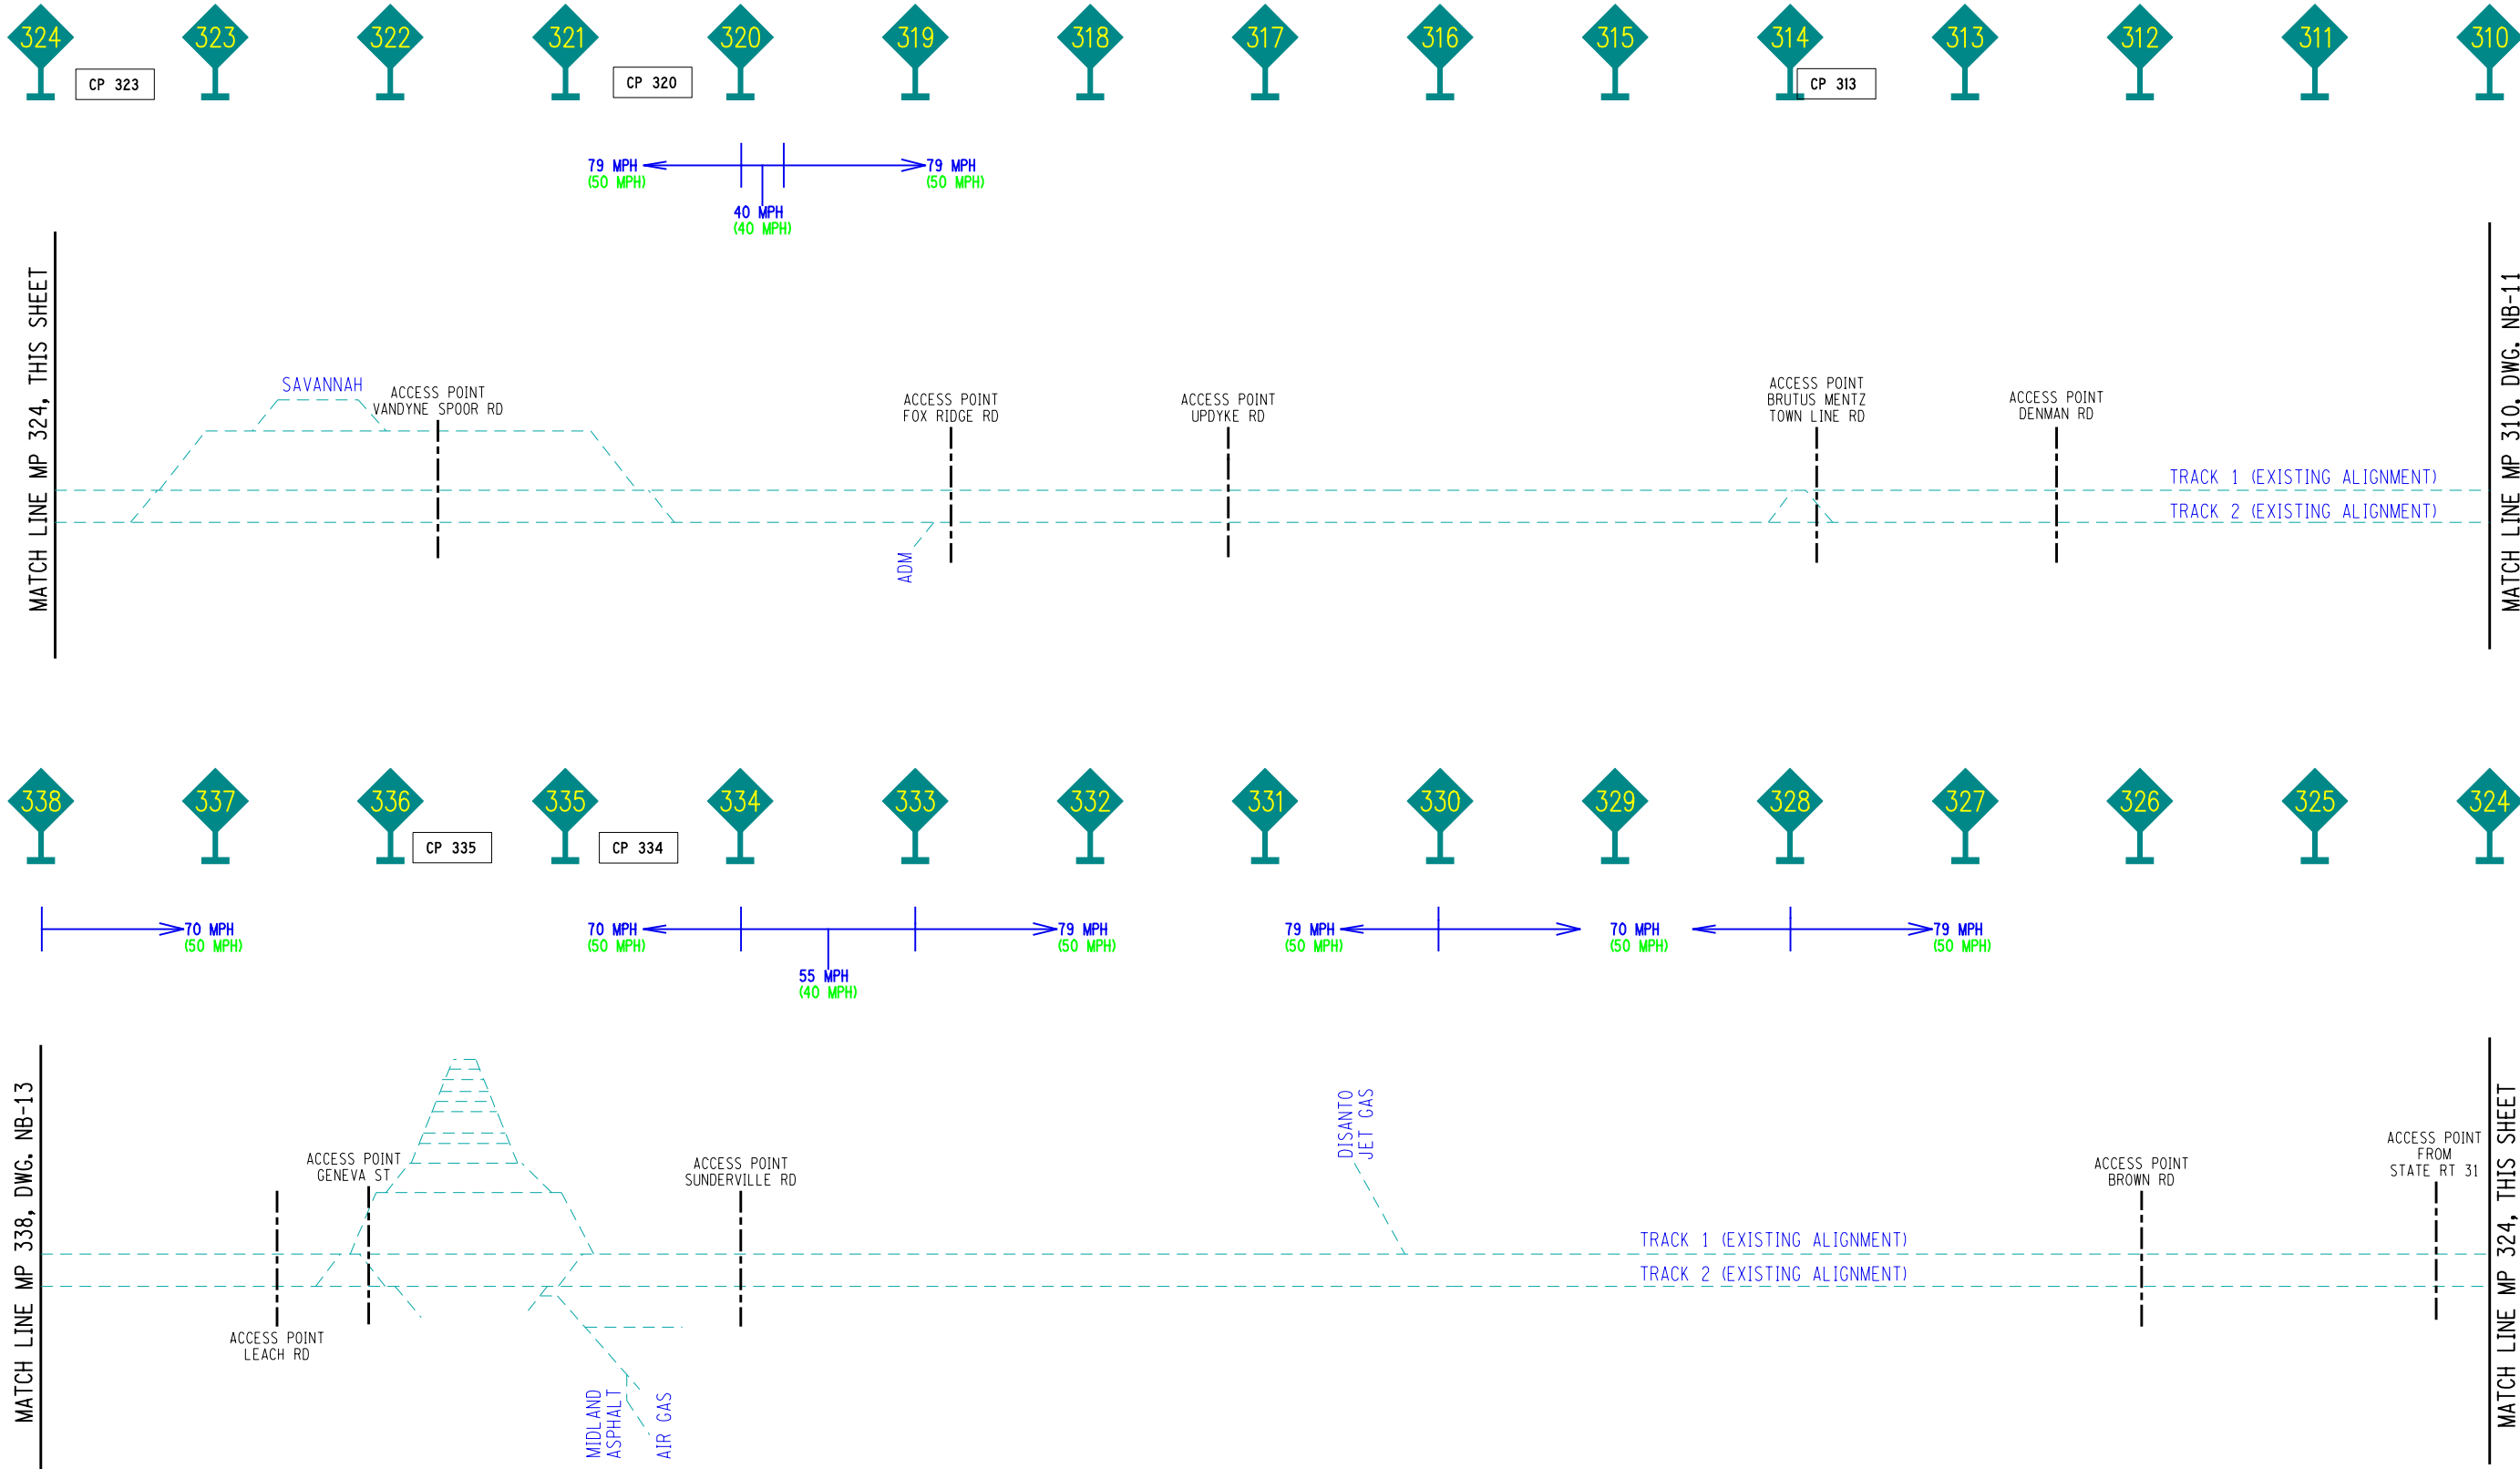 324 323 322 321 320 319 318 317 316 315 314 313 312 311 310
CP 323
CP 320
CP 313
79 MPH
(50 MPH)
79 MPH
(50 MPH)
40 MPH
(40 MPH)
MATCH LINE MP 324, THIS SHEET
SAVANNAH
ACCESS POINT
VANDYNE SPOOR RD
ADM
ACCESS POINT
FOX RIDGE RD
ACCESS POINT
UPDYKE RD
ACCESS POINT
BRUTUS MENTZ
TOWN LINE RD
ACCESS POINT
DENMAN RD
TRACK 1 (EXISTING ALIGNMENT)
TRACK 2 (EXISTING ALIGNMENT)
MATCH LINE MP 310, DWG. NB-11
338 337 336 335 334 333 332 331 330 329 328 327 326 325 324
CP 335
CP 334
70 MPH
(50 MPH)
70 MPH
(50 MPH)
55 MPH
(40 MPH)
79 MPH
(50 MPH)
79 MPH
(50 MPH)
70 MPH
(50 MPH)
79 MPH
(50 MPH)
MATCH LINE MP 338, DWG. NB-13
ACCESS POINT
LEACH RD
ACCESS POINT
GENEVA ST
MIDLAND
ASPHALT
AIR GAS
ACCESS POINT
SUNDERVILLE RD
DISANTO
JET GAS
TRACK 1 (EXISTING ALIGNMENT)
TRACK 2 (EXISTING ALIGNMENT)
ACCESS POINT
BROWN RD
ACCESS POINT
FROM
STATE RT 31
MATCH LINE MP 324, THIS SHEET